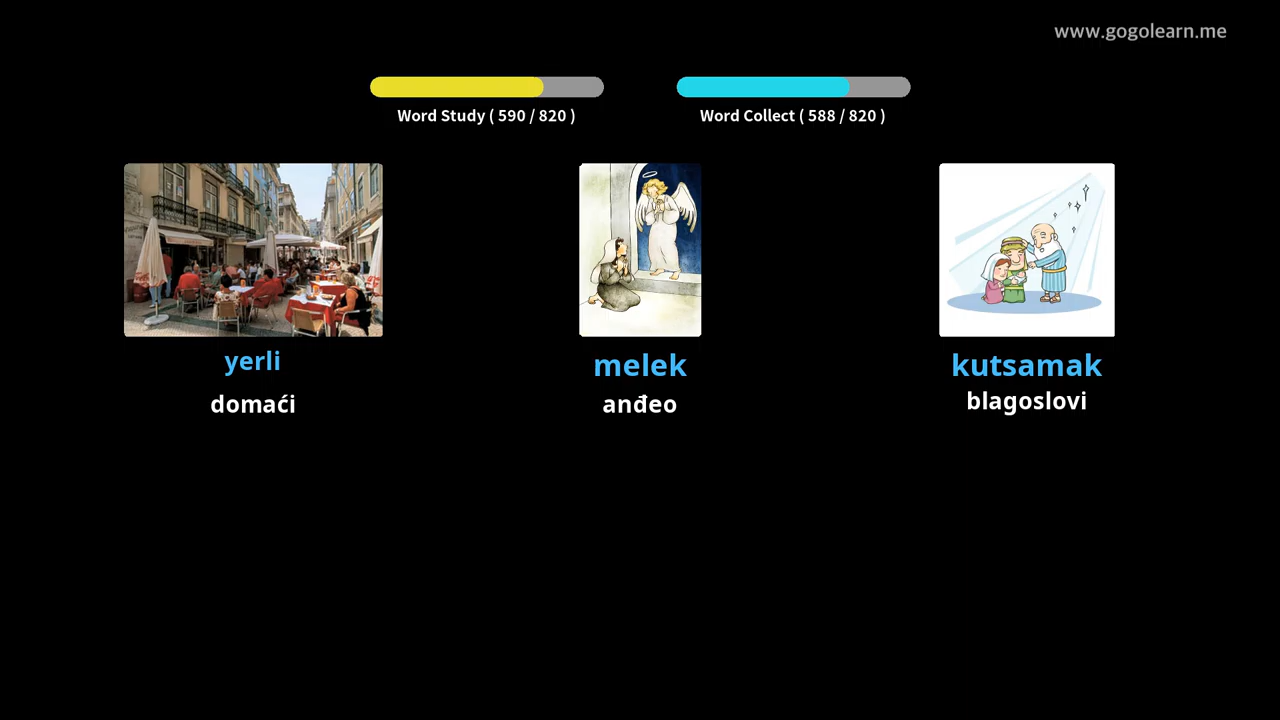 www.gogolearn.me
Word Study ( 590 / 820 )
Word Collect ( 588 / 820 )
yerli
melek
kutsamak
domaći
anđeo
blagoslovi